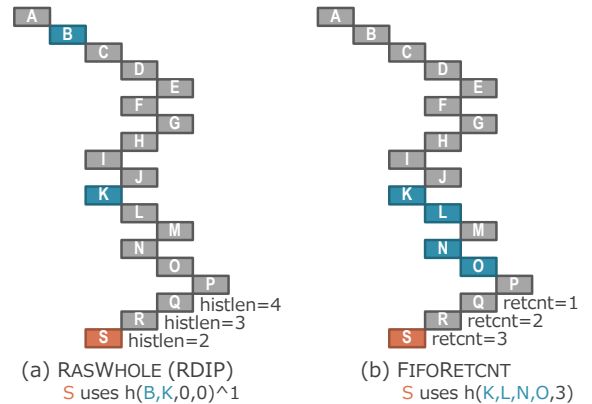 A
B
C
D
E
F
G
H
I
J
K
L
M
N
O
P
Q histlen=4
R histlen=3
S histlen=2
(a) RASWHOLE (RDIP)
S uses h(B,K,0,0)^1
A
B
C
D
E
F
G
H
I
J
K
L
M
N
O
P
Q retcnt=1
R retcnt=2
S retcnt=3
(b) FIFORETCNT
S uses h(K,L,N,O,3)